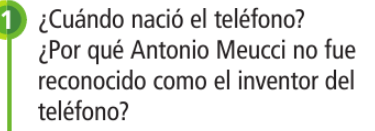 1 ¿Cuándo nació el teléfono?
¿Por qué Antonio Meucci no fue
reconocido como el inventor del
teléfono?